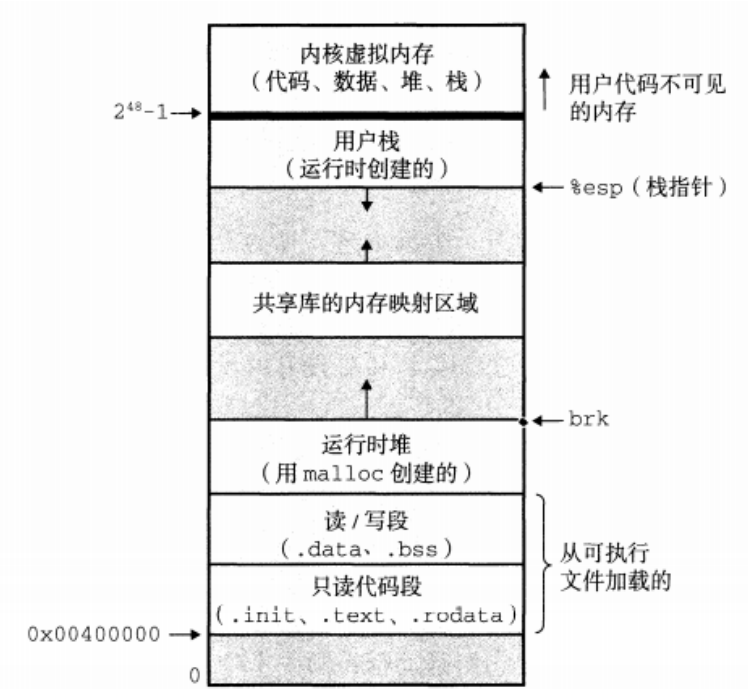 内核虚拟内存
（代码、数据、堆、栈）
用户代码不可见
的内存
2⁴⁸-1
用户栈
（运行时创建的）
%esp（栈指针）
共享库的内存映射区域
brk
运行时堆
（用 malloc 创建的）
读/写段
（.data、.bss）
从可执行
文件加载的
只读代码段
（.init、.text、.rodata）
0x00400000
0